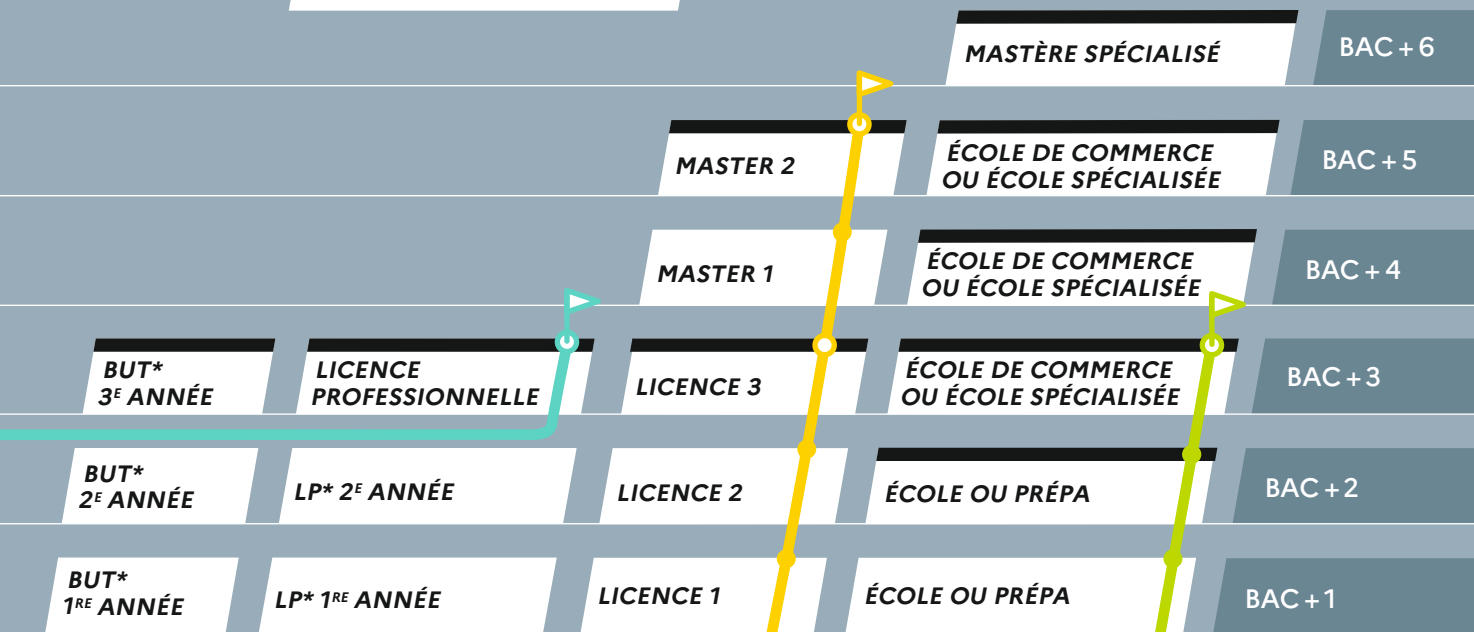 MASTÈRE SPÉCIALISÉ
BAC + 6
MASTER 2
ÉCOLE DE COMMERCE
OU ÉCOLE SPÉCIALISÉE
BAC + 5
MASTER 1
ÉCOLE DE COMMERCE
OU ÉCOLE SPÉCIALISÉE
BAC + 4
BUT*
3E ANNÉE
LICENCE
PROFESSIONNELLE
LICENCE 3
ÉCOLE DE COMMERCE
OU ÉCOLE SPÉCIALISÉE
BAC + 3
BUT*
2E ANNÉE
LP* 2E ANNÉE
LICENCE 2
ÉCOLE OU PRÉPA
BAC + 2
BUT*
1RE ANNÉE
LP* 1RE ANNÉE
LICENCE 1
ÉCOLE OU PRÉPA
BAC + 1